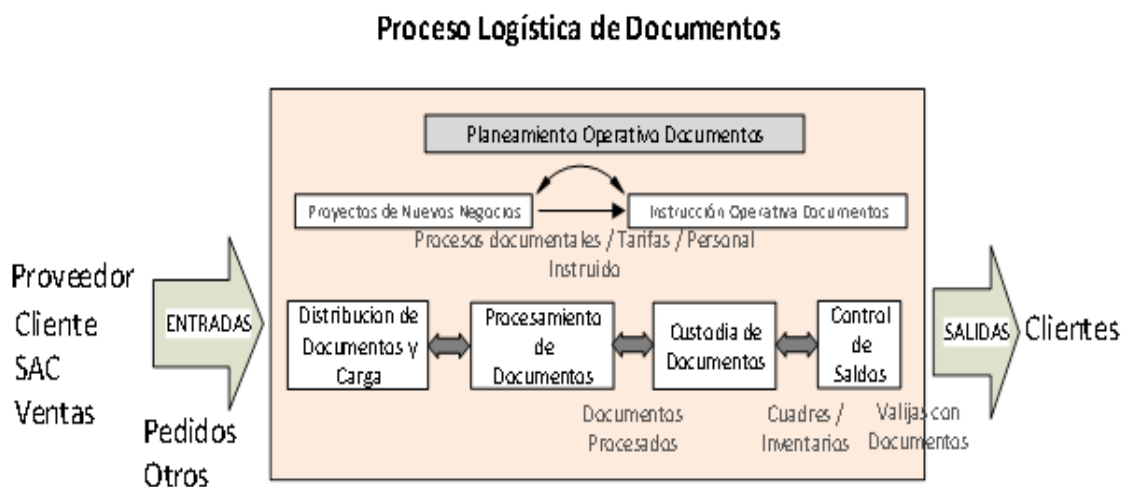 Proceso Logística de Documentos
Planeamiento Operativo Documentos
Proyectos de Nuevos Negocios
Instrucción Operativa Documentos
Procesos documentales / Tarifas / Personal
Instruido
Proveedor
Cliente
SAC
Ventas
ENTRADAS
Pedidos
Otros
Distribucion de
Documentos y
Carga
Procesamiento
de
Documentos
Custodia de
Documentos
Control
de
Saldos
Documentos
Procesados
Cuadres /
Inventarios
Valijas con
Documentos
SALIDAS
Clientes